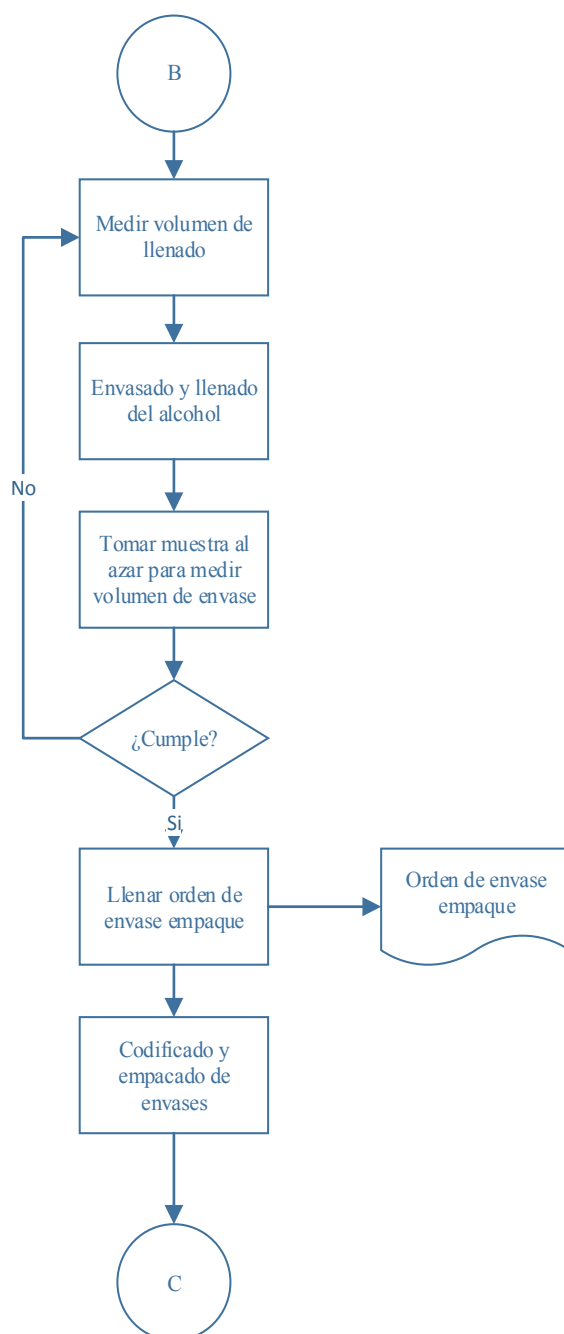 B
Medir volumen de
llenado
Envasado y llenado
del alcohol
No
Tomar muestra al
azar para medir
volumen de envase
¿Cumple?
Si
Llenar orden de
envase empaque
Orden de envase
empaque
Codificado y
empacado de
envases
C